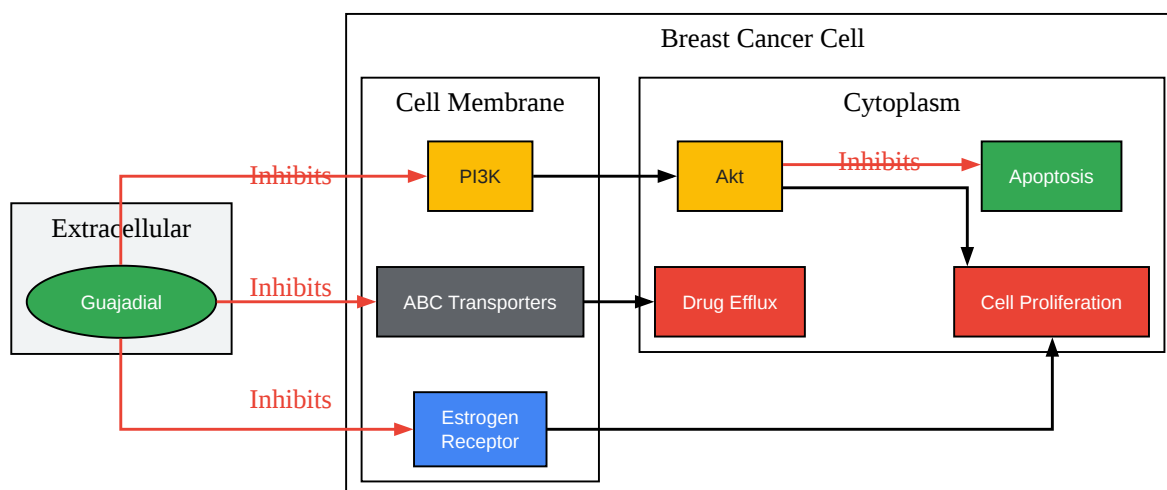 Breast Cancer Cell
Cell Membrane
Cytoplasm
Inhibits
PI3K
Akt
Inhibits
Apoptosis
Extracellular
Guajadial
Inhibits
ABC Transporters
Drug Efflux
Cell Proliferation
Inhibits
Estrogen
Receptor